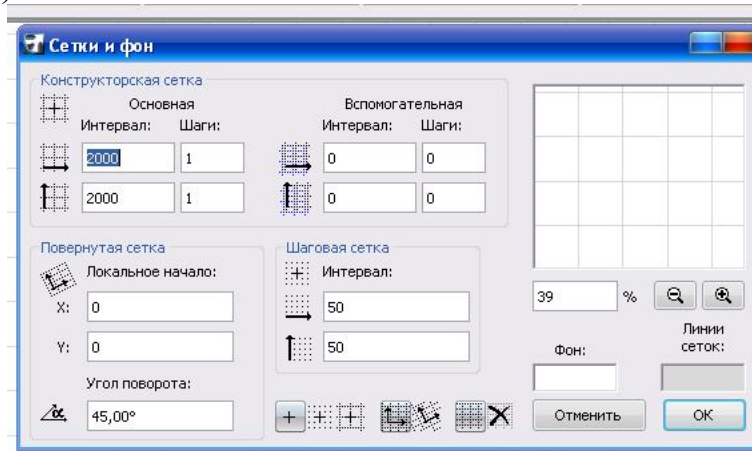 Сетки и фон
Конструкторская сетка
Основная Вспомогательная
Интервал: Шаги: Интервал: Шаги:
2000 1 0 0
2000 1 0 0
Повернутая сетка Шаговая сетка
Локальное начало: Интервал:
X: 0 50
Y: 0 50
39 %
Фон: Линии сеток:
Угол поворота:
α 45,00° Отменить OK